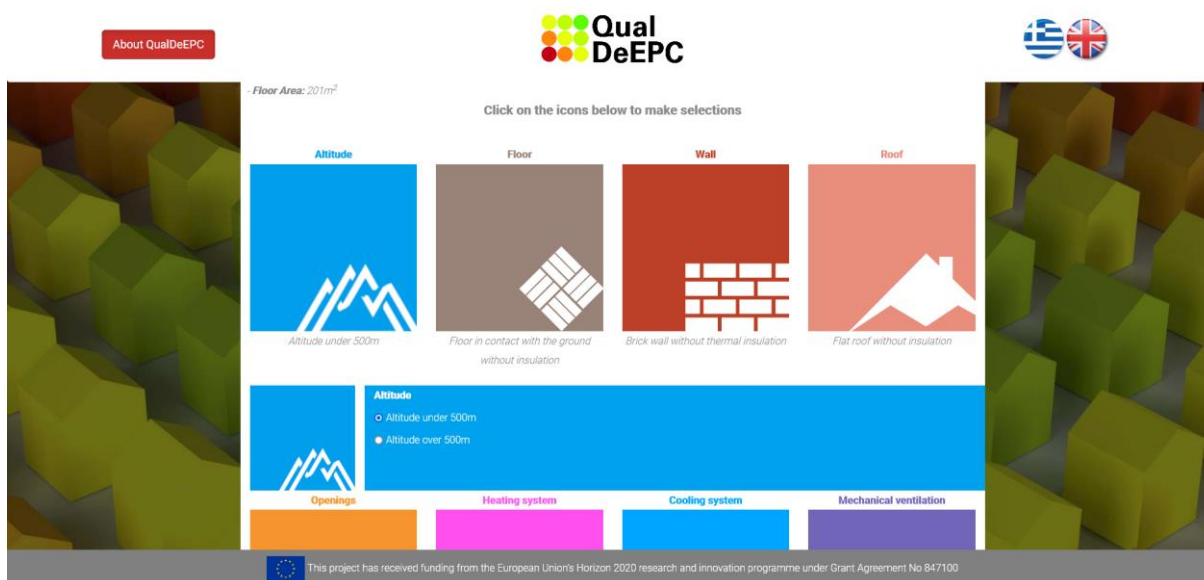 About QualDeEPC
Qual
DeEPC
- Floor Area: 201m²
Click on the icons below to make selections
Altitude
Floor
Wall
Roof
Altitude under 500m
Floor in contact with the ground
without insulation
Brick wall without thermal insulation
Flat roof without insulation
Altitude
Altitude under 500m
Altitude over 500m
Openings
Heating system
Cooling system
Mechanical ventilation
This project has received funding from the European Union's Horizon 2020 research and innovation programme under Grant Agreement No 847100